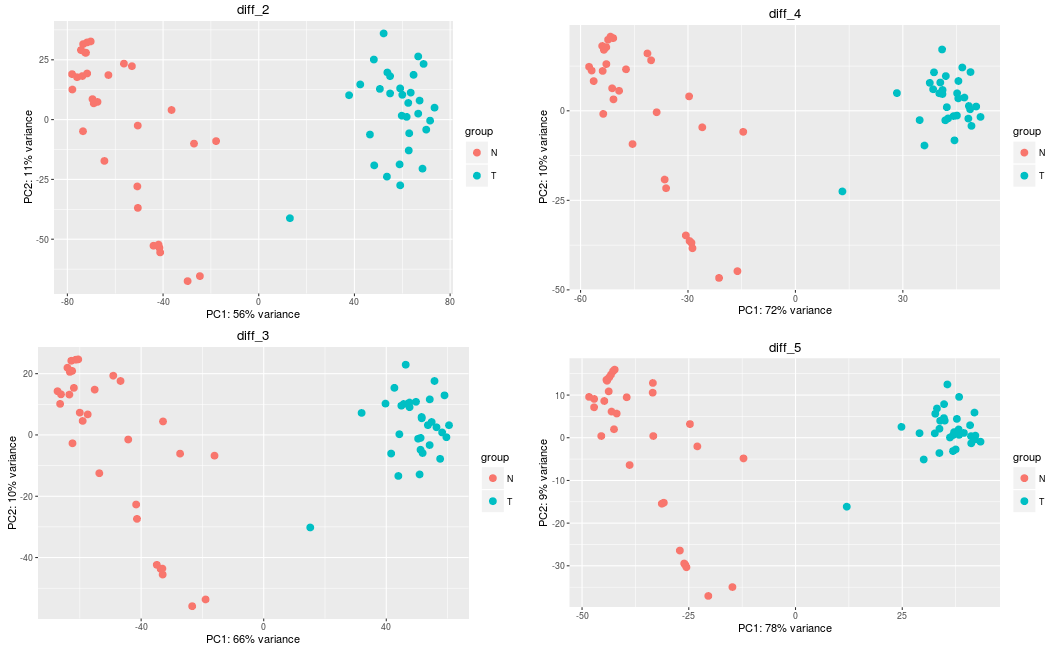 diff_2
25
0
-25
-50
-80
-40
0
40
80
PC1: 56% variance
PC2: 11% variance
group
N
T
diff_4
0
-25
-50
-60
-30
0
30
PC1: 72% variance
PC2: 10% variance
group
N
T
diff_3
20
0
-20
-40
-40
0
40
PC1: 66% variance
PC2: 10% variance
group
N
T
diff_5
10
0
-10
-20
-30
-50
-25
0
25
PC1: 78% variance
PC2: 9% variance
group
N
T